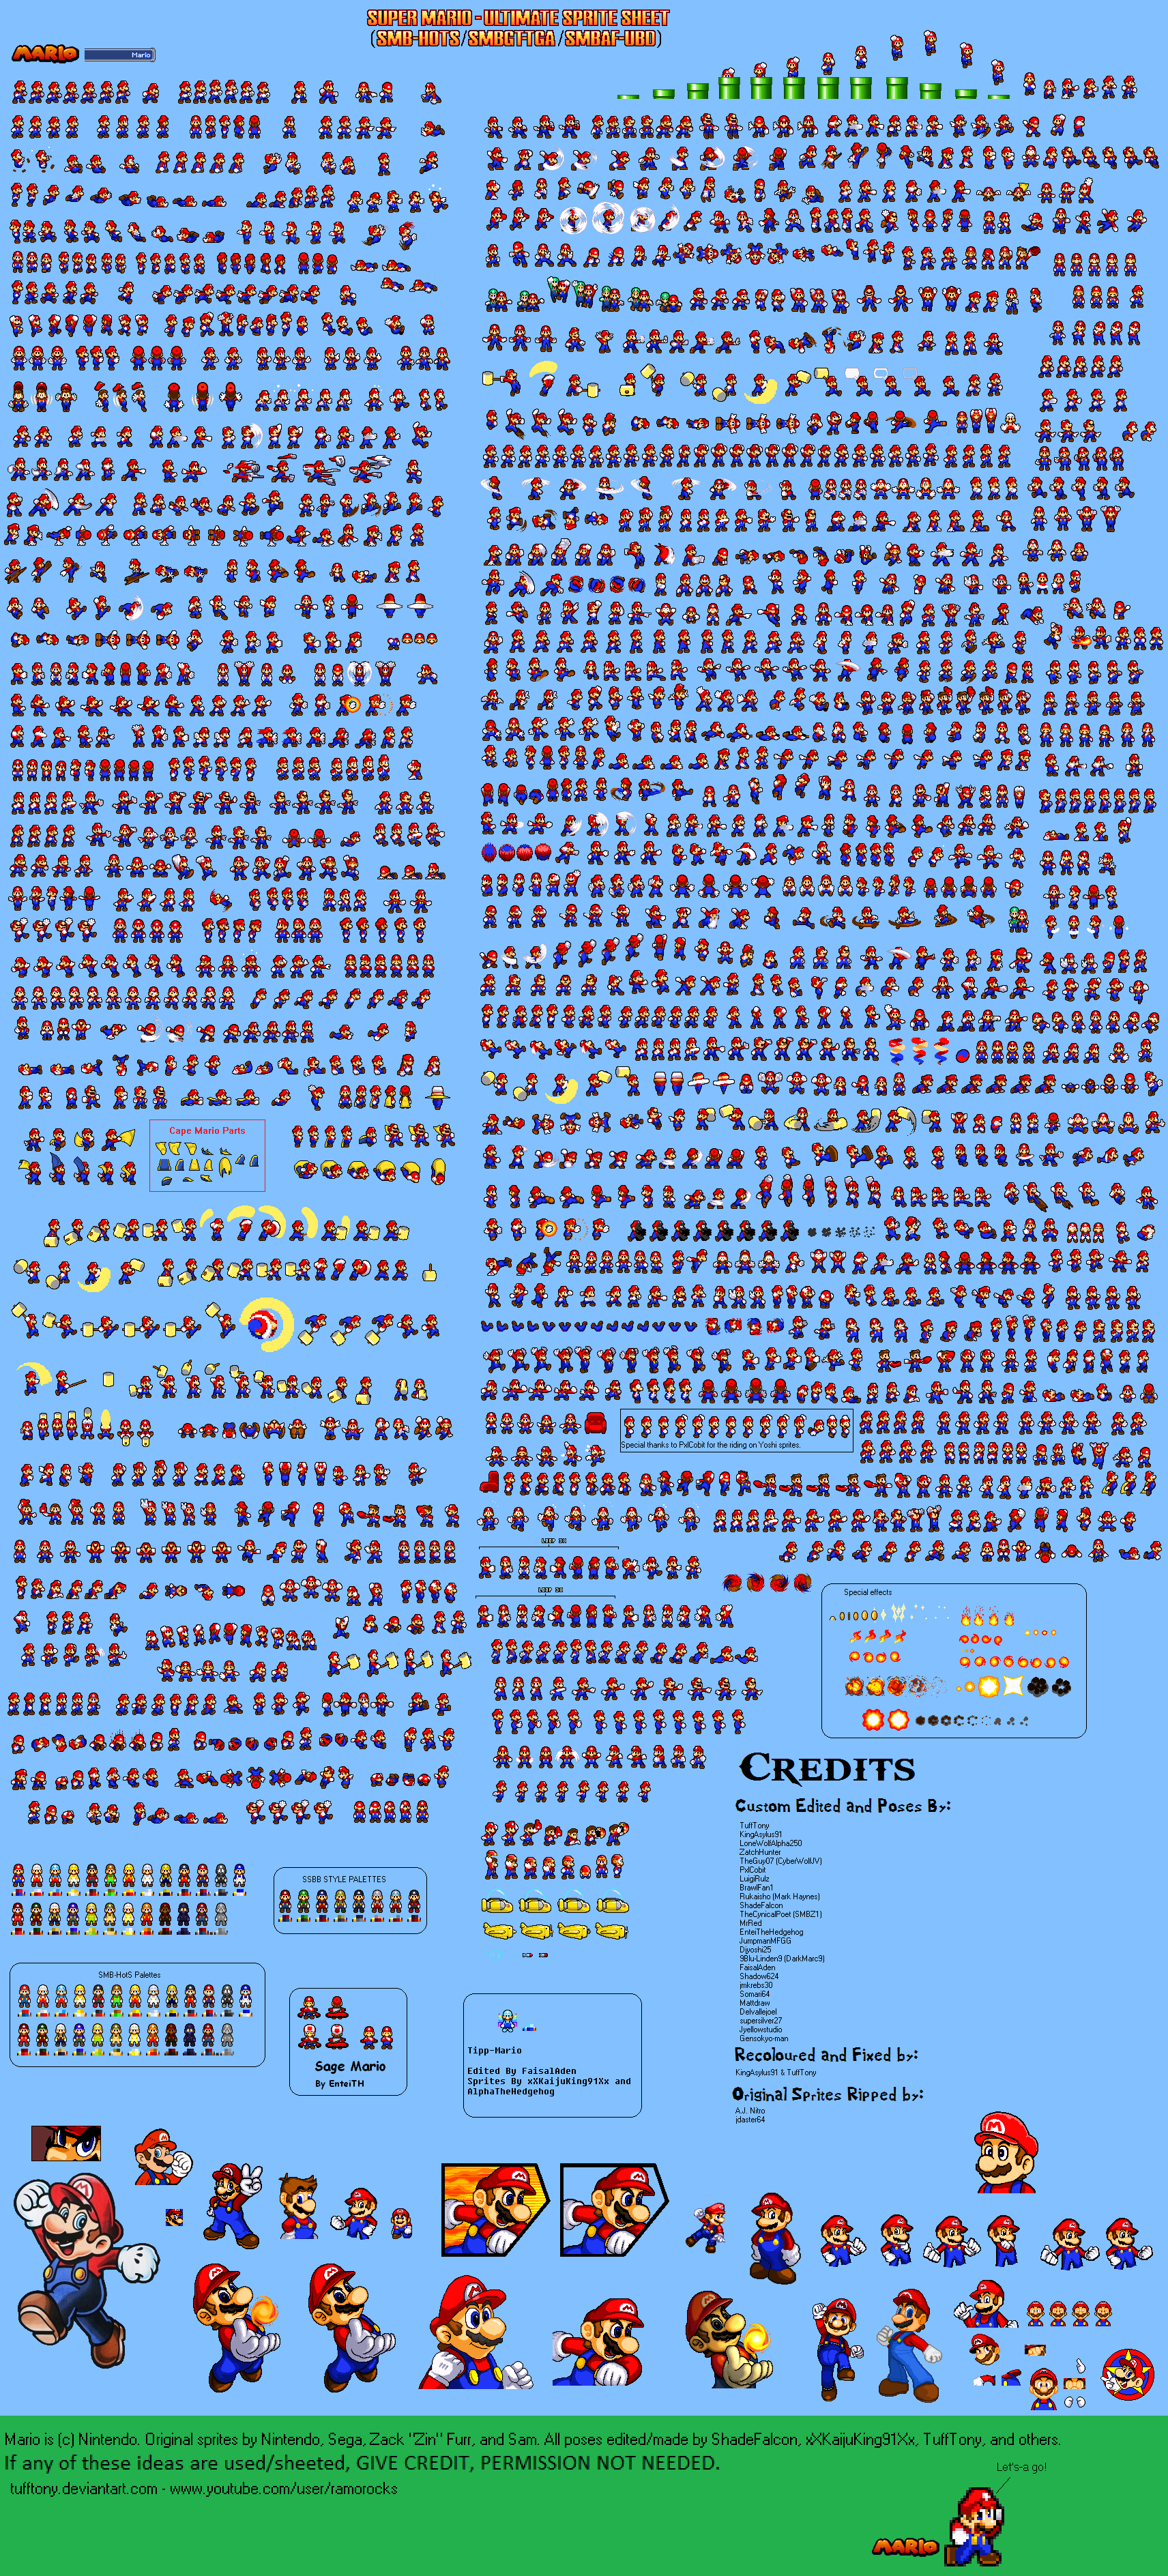 SUPER MARIO - ULTIMATE SPRITE SHEET
(SMB-HOTS/SMBGTTGA/SMBAF-UBD)
MARIO
Mario
Cape Mario Parts
Special thanks to PxlCobit for the riding on Yoshi sprites.
LOOP 3X
LOOP 3X
Special effects
CREDITS
Custom Edited and Poses By:
TuffTony
KingAsylus91
LoneWolfAlpha250
ZatchHunter
TheGuy07 (CyberWolfJV)
PxlCobit
LuigiRulz
BrawlFan1
Rukaisho (Mark Haynes)
ShadeFalcon
TheCynicalPoet (SMBZ1)
MrRed
EnteiTheHedgehog
JumpmanMFGG
Djyoshi25
9Blu-Linden9 (DarkMarc9)
FaisalAden
Shadow624
jmkrebs30
Somari64
Mattdraw
Delvallejoel
supersilver27
Jyellowstudio
Gensokyo-man
Recoloured and Fixed by:
KingAsylus91 & TuffTony
Original Sprites Ripped by:
A.J. Nitro
jdaster64
SSBB STYLE PALETTES
SMB-HotS Palettes
Sage Mario
By EnteiTH
Tipp-Mario
Edited By FaisalAden
Sprites By xXKaijuKing91Xx and
AlphaTheHedgehog
Mario is (c) Nintendo. Original sprites by Nintendo, Sega, Zack "Zin" Furr, and Sam. All poses edited/made by ShadeFalcon, xXKaijuKing91Xx, TuffTony, and others.
If any of these ideas are used/sheeted, GIVE CREDIT, PERMISSION NOT NEEDED.
tufftony.deviantart.com - www.youtube.com/user/ramorocks
Let's-a go!
MARIO